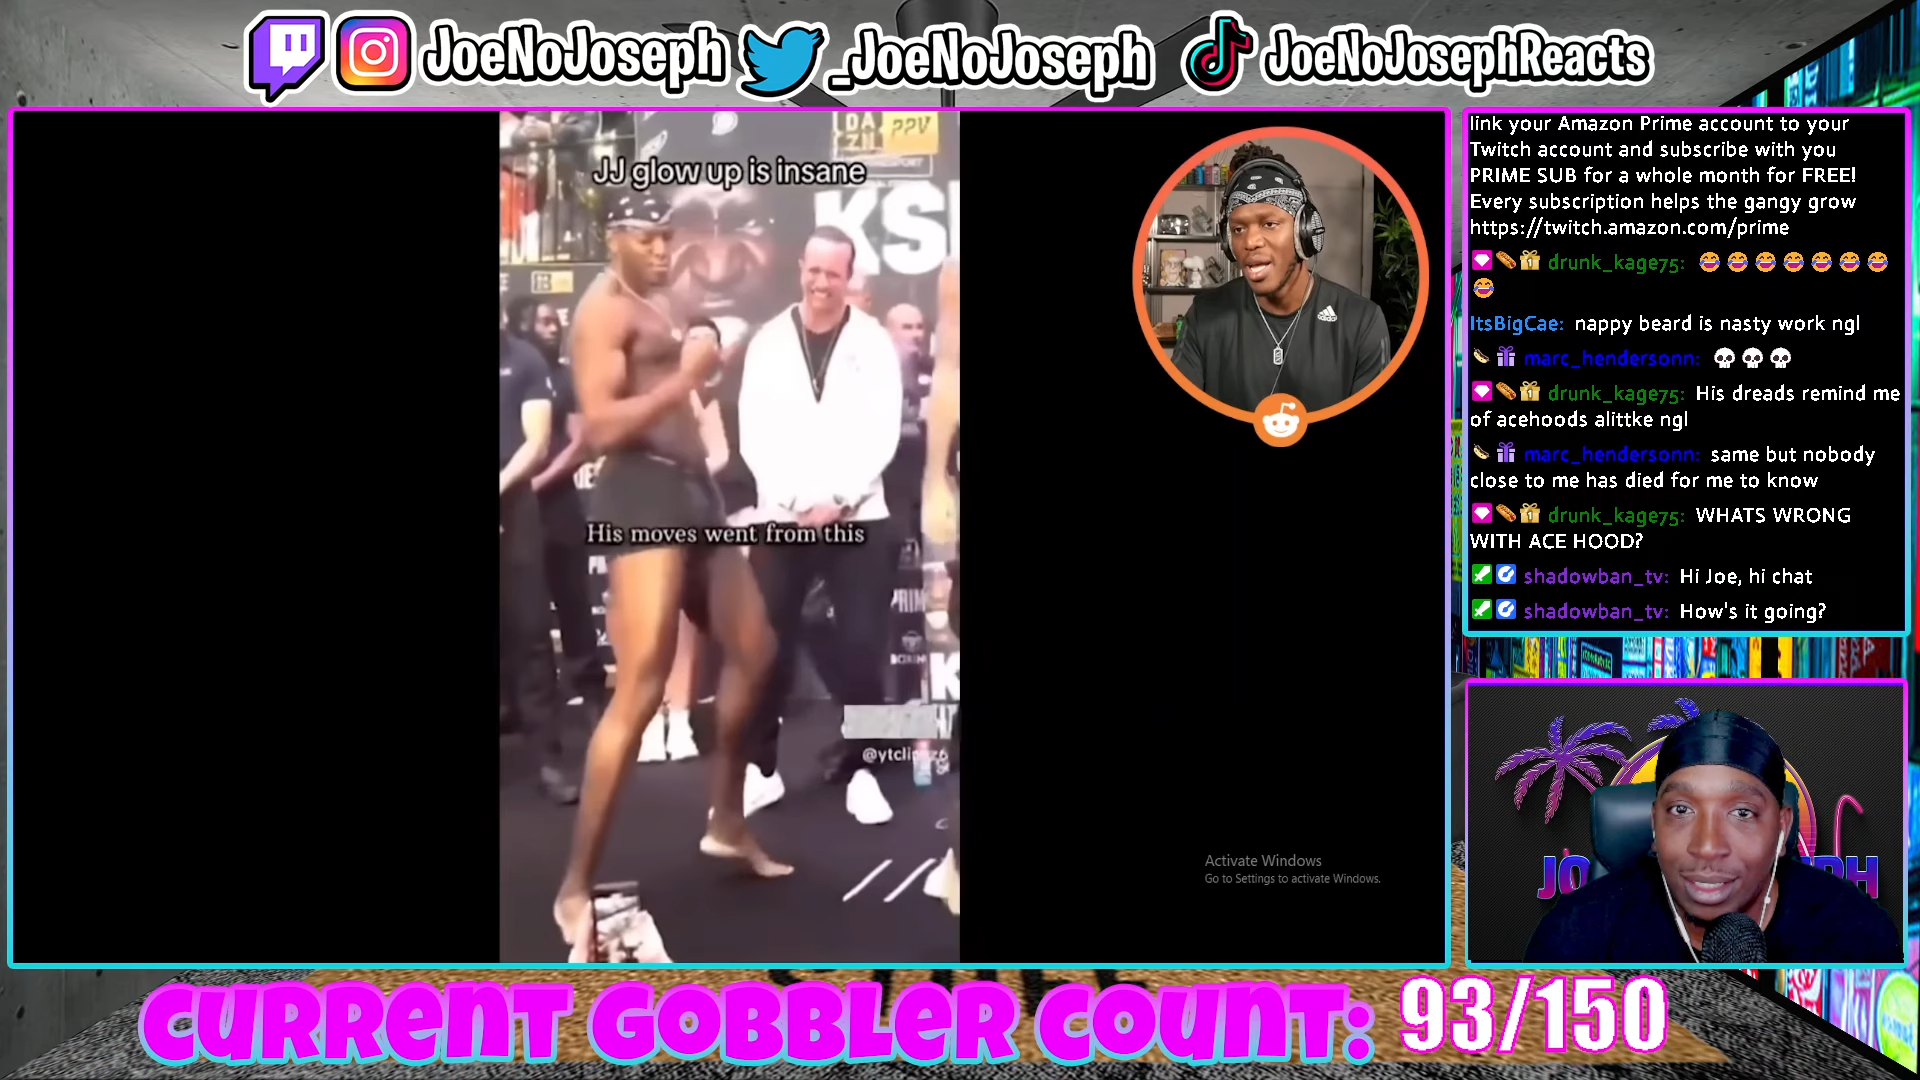 JoeNoJoseph
_JoeNoJoseph
JoeNoJosephReacts
DA
ZN
PPV
JJ glow up is insane
KSI
His moves went from this
Activate Windows
Go to Settings to activate Windows.
link your Amazon Prime account to your
Twitch account and subscribe with you
PRIME SUB for a whole month for FREE!
Every subscription helps the gangy grow
https://twitch.amazon.com/prime
drunk_kage75: 😂😂😂😂😂😂😂
😂
ItsBigCae: nappy beard is nasty work ngl
marc_hendersonn: 💀💀💀
drunk_kage75: His dreads remind me
of acehoods alittke ngl
marc_hendersonn: same but nobody
close to me has died for me to know
drunk_kage75: WHATS WRONG
WITH ACE HOOD?
shadowban_tv: Hi Joe, hi chat
shadowban_tv: How's it going?
CURRENT GOBBLER COUNT: 93/150